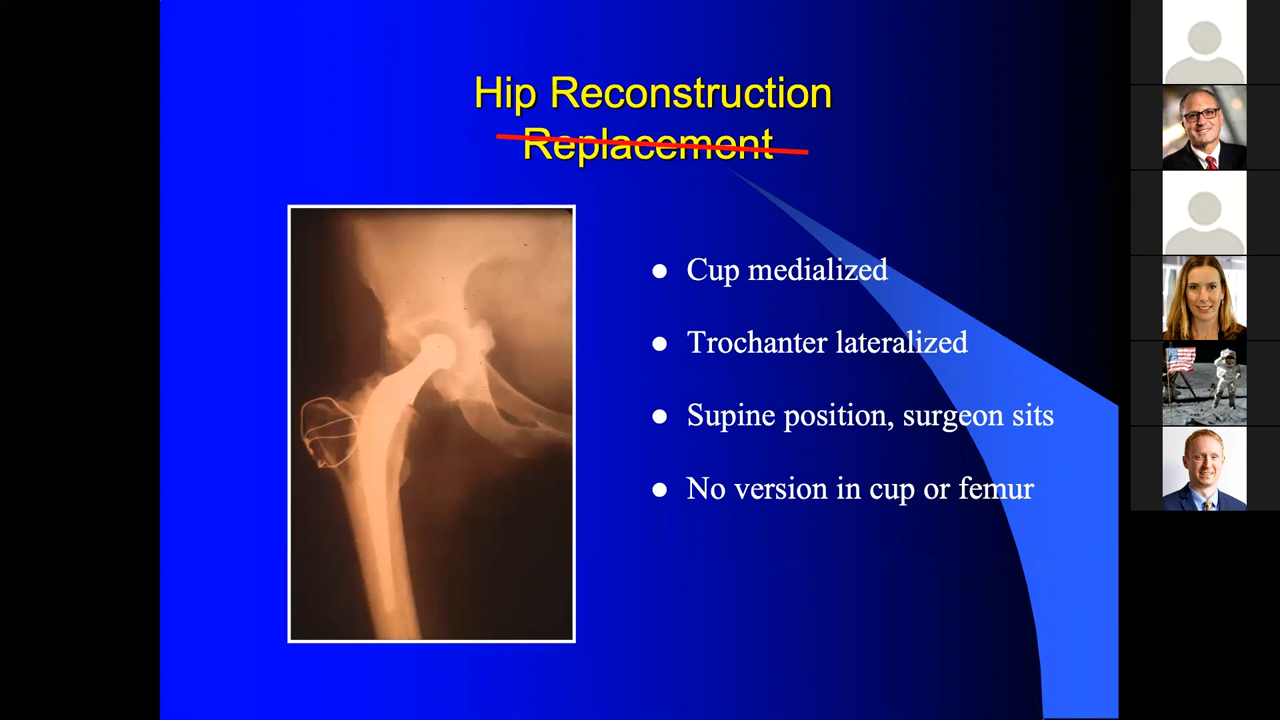 Hip Reconstruction
Replacement
● Cup medialized
● Trochanter lateralized
● Supine position, surgeon sits
● No version in cup or femur